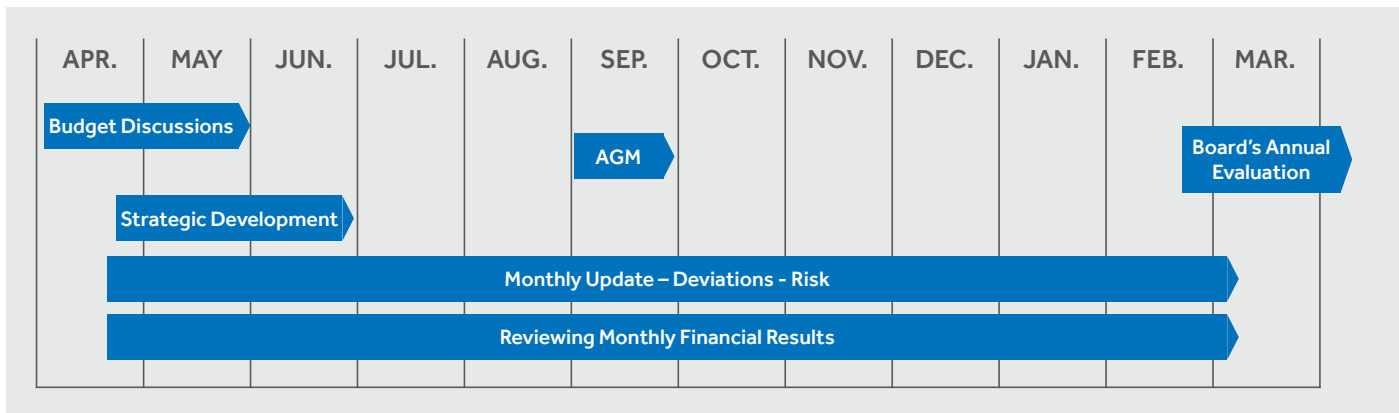 APR. MAY JUN. JUL. AUG. SEP. OCT. NOV. DEC. JAN. FEB. MAR.
Budget Discussions
AGM
Board’s Annual
Evaluation
Strategic Development
Monthly Update – Deviations - Risk
Reviewing Monthly Financial Results